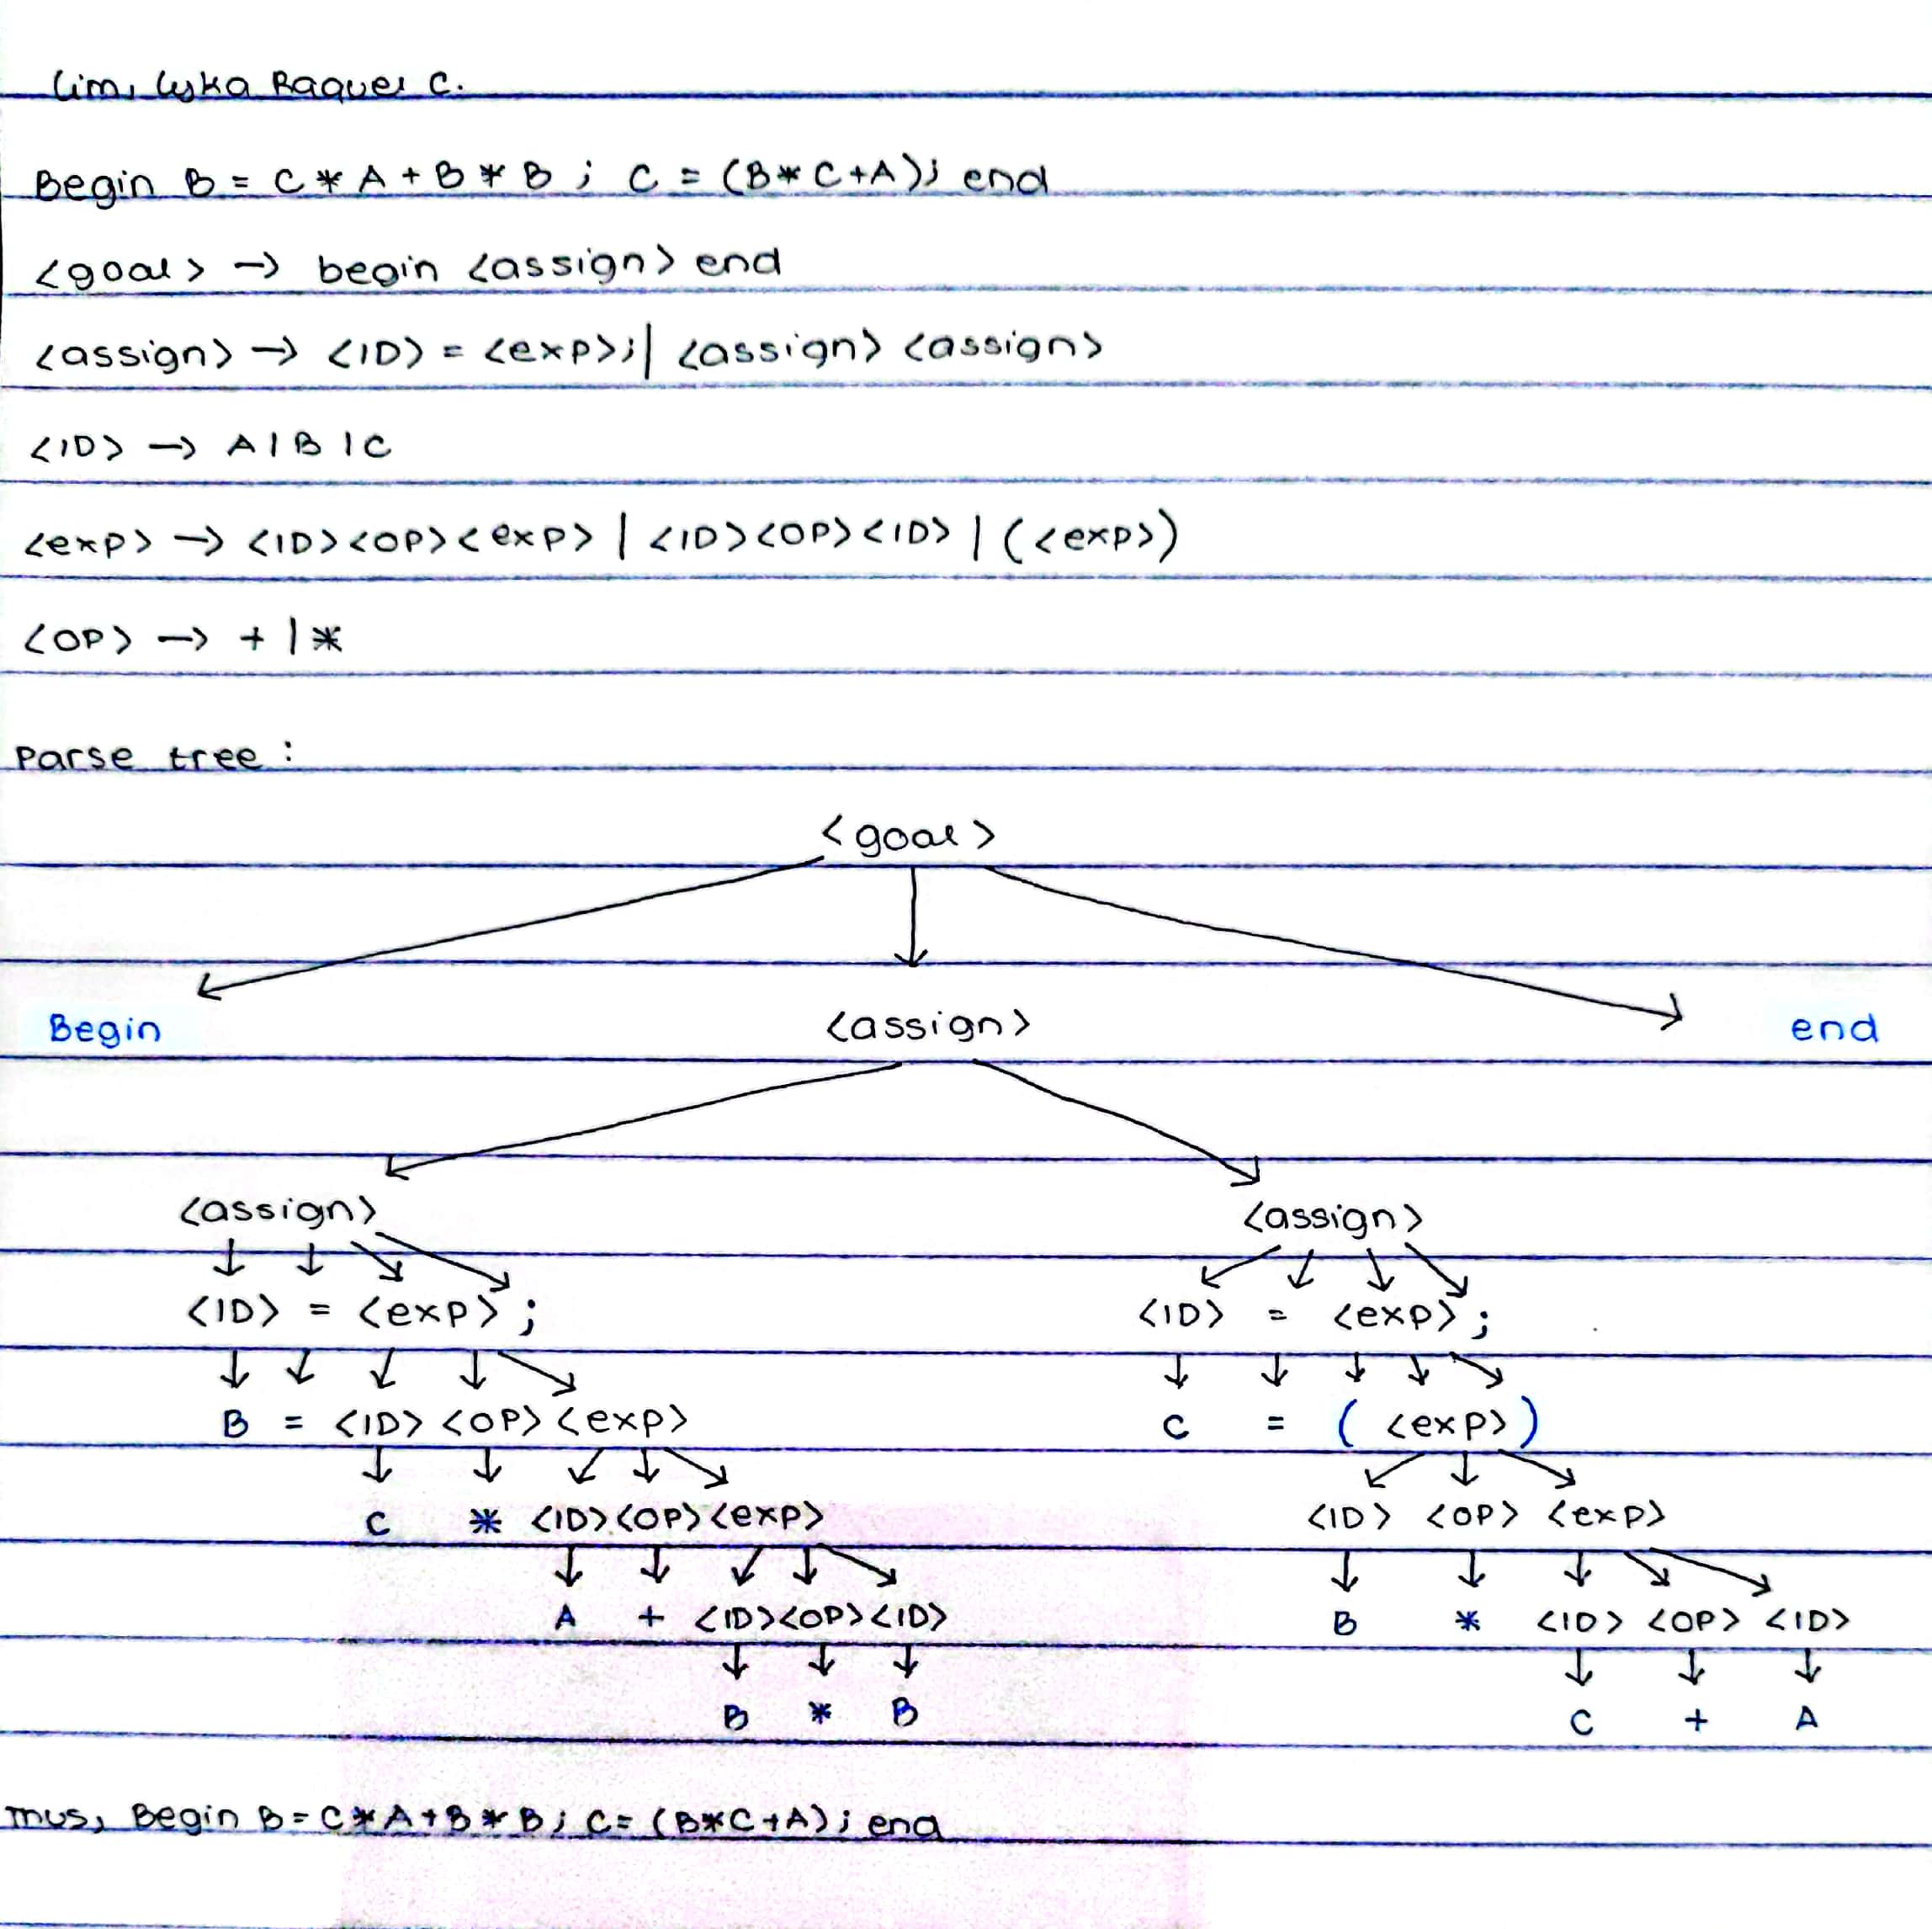 Lim, Lyka Raquel C.
Begin B = C * A + B * B ; C = (B * C + A); end
<goal> → begin <assign> end
<assign> → <ID> = <exp>; | <assign> <assign>
<ID> → A | B | C
<exp> → <ID><OP><exp> | <ID><OP><ID> | (<exp>)
<OP> → + | *
Parse tree :
<goal>
Begin <assign> end
<assign> <assign>
<ID> = <exp> ; <ID> = <exp> ;
B = <ID> <OP> <exp> C = ( <exp> )
C * <ID> <OP> <exp> <ID> <OP> <exp>
A + <ID> <OP> <ID> B * <ID> <OP> <ID>
B * B C + A
Thus, Begin B = C * A + B * B ; C = (B * C + A) ; end